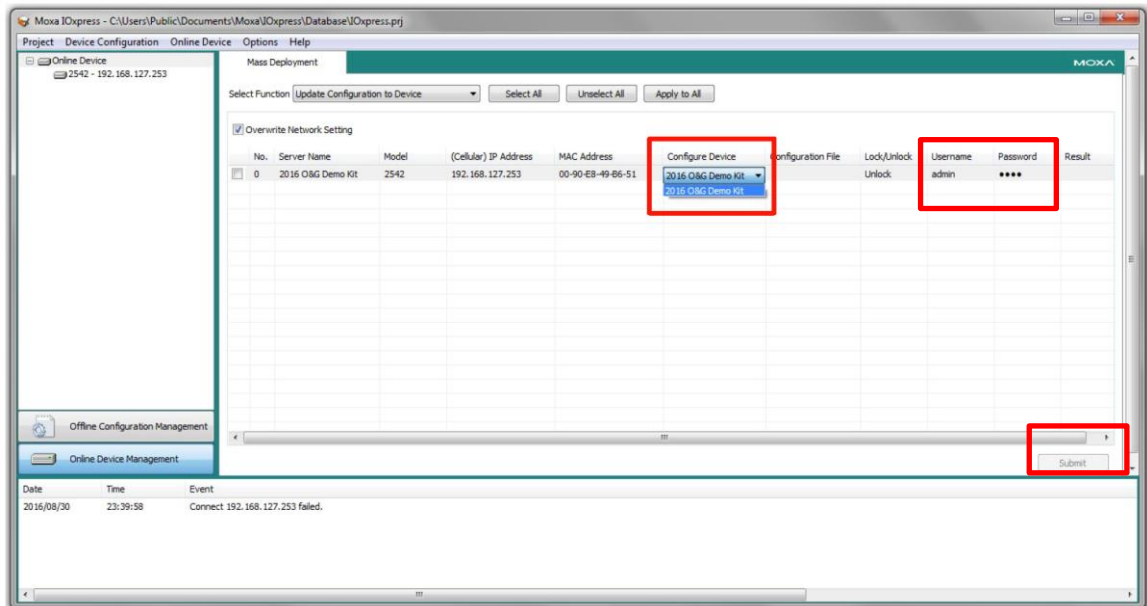 Moxa IOxpress - C:\Users\Public\Documents\Moxa\IOxpress\Database\IOxpress.prj
Project Device Configuration Online Device Options Help
Online Device
2542 - 192.168.127.253
Mass Deployment
MOXA
Select Function Update Configuration to Device Select All Unselect All Apply to All
Overwrite Network Setting
No. Server Name Model (Cellular) IP Address MAC Address Configure Device Configuration File Lock/Unlock Username Password Result
0 2016 O&G Demo Kit 2542 192.168.127.253 00-90-E8-49-B6-51 2016 O&G Demo Kit Unlock admin ●●●●
2016 O&G Demo Kit
Offline Configuration Management
Online Device Management
Submit
Date Time Event
2016/08/30 23:39:58 Connect 192.168.127.253 failed.